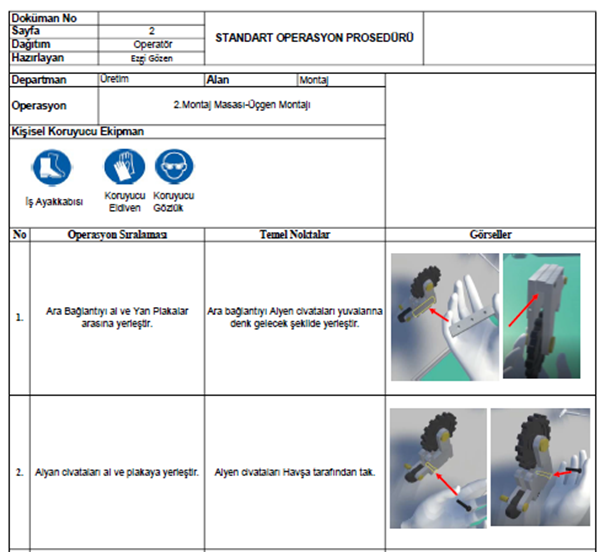 Doküman No
Sayfa 2
Dağıtım Operatör
Hazırlayan Ezgi Gözen
STANDART OPERASYON PROSEDÜRÜ
Departman Üretim Alan Montaj
Operasyon 2.Montaj Masası-Üçgen Montajı
Kişisel Koruyucu Ekipman
İş Ayakkabısı
Koruyucu
Eldiven
Koruyucu
Gözlük
No Operasyon Sıralaması Temel Noktalar Görseller
1.
Ara Bağlantıyı al ve Yan Plakalar
arasına yerleştir.
Ara bağlantıyı Alyen civataları yuvalarına
denk gelecek şekilde yerleştir.
2.
Alyan civataları al ve plakaya yerleştir.
Alyen civataları Havşa tarafından tak.